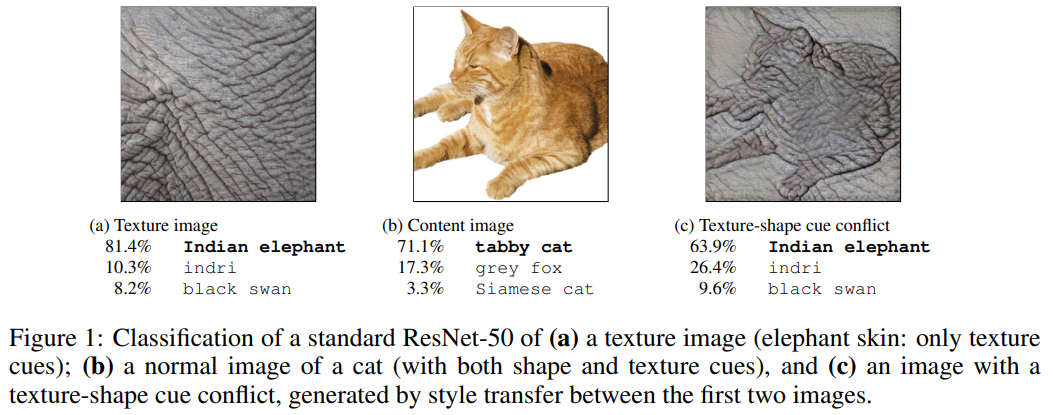 (a) Texture image
81.4% Indian elephant
10.3% indri
8.2% black swan
(b) Content image
71.1% tabby cat
17.3% grey fox
3.3% Siamese cat
(c) Texture-shape cue conflict
63.9% Indian elephant
26.4% indri
9.6% black swan
Figure 1: Classification of a standard ResNet-50 of (a) a texture image (elephant skin: only texture
cues); (b) a normal image of a cat (with both shape and texture cues), and (c) an image with a
texture-shape cue conflict, generated by style transfer between the first two images.